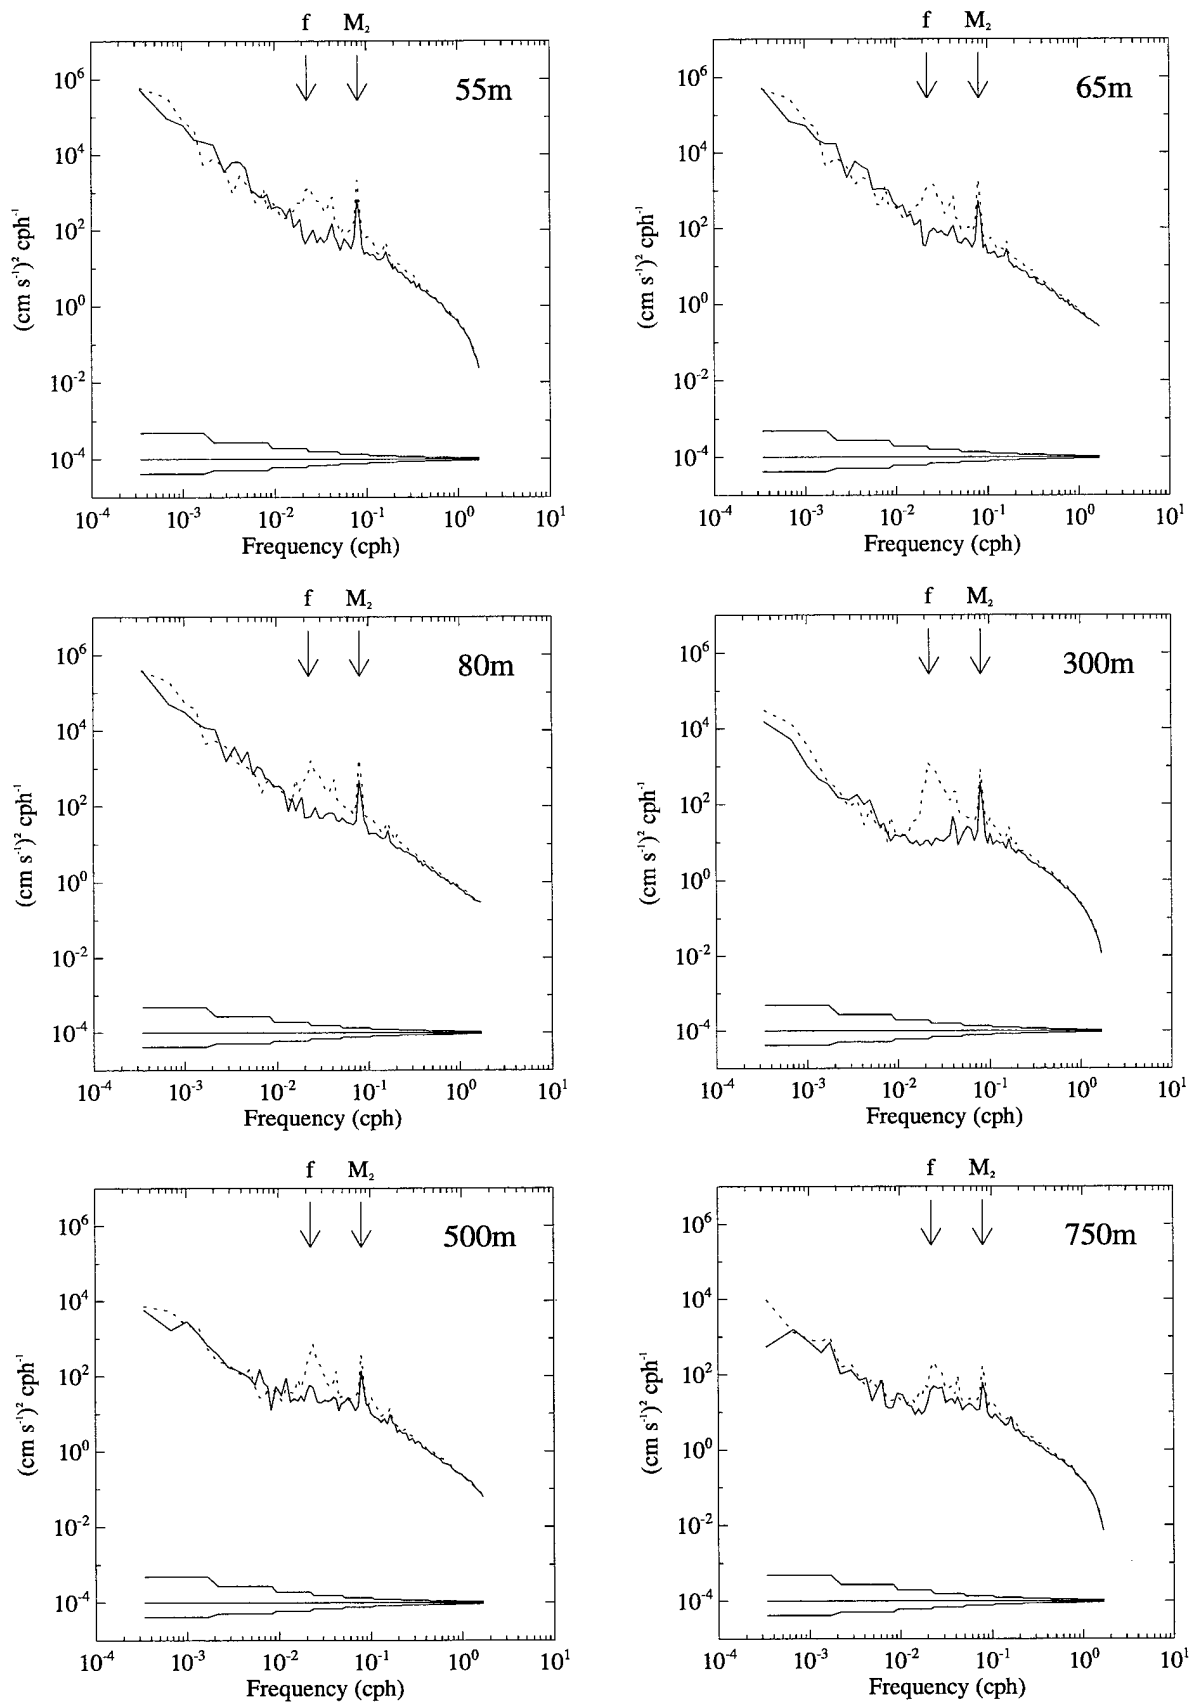 f M₂ f M₂
55m 65m
10⁶ 10⁶
10⁴ 10⁴
10² 10²
10⁰ 10⁰
10⁻² 10⁻²
10⁻⁴ 10⁻⁴
(cm s⁻¹)² cph⁻¹ (cm s⁻¹)² cph⁻¹
10⁻⁴ 10⁻³ 10⁻² 10⁻¹ 10⁰ 10¹ 10⁻⁴ 10⁻³ 10⁻² 10⁻¹ 10⁰ 10¹
Frequency (cph) Frequency (cph)
f M₂ f M₂
80m 300m
10⁶ 10⁶
10⁴ 10⁴
10² 10²
10⁰ 10⁰
10⁻² 10⁻²
10⁻⁴ 10⁻⁴
(cm s⁻¹)² cph⁻¹ (cm s⁻¹)² cph⁻¹
10⁻⁴ 10⁻³ 10⁻² 10⁻¹ 10⁰ 10¹ 10⁻⁴ 10⁻³ 10⁻² 10⁻¹ 10⁰ 10¹
Frequency (cph) Frequency (cph)
f M₂ f M₂
500m 750m
10⁶ 10⁶
10⁴ 10⁴
10² 10²
10⁰ 10⁰
10⁻² 10⁻²
10⁻⁴ 10⁻⁴
(cm s⁻¹)² cph⁻¹ (cm s⁻¹)² cph⁻¹
10⁻⁴ 10⁻³ 10⁻² 10⁻¹ 10⁰ 10¹ 10⁻⁴ 10⁻³ 10⁻² 10⁻¹ 10⁰ 10¹
Frequency (cph) Frequency (cph)